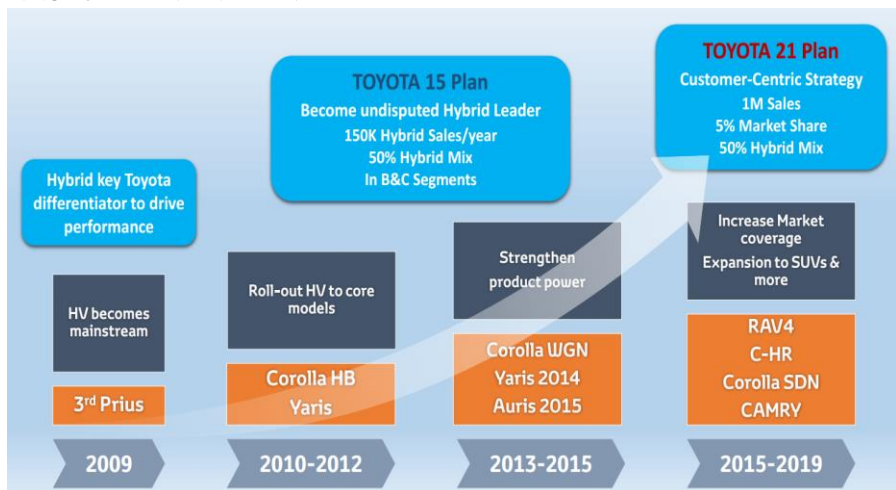 TOYOTA 15 Plan
Become undisputed Hybrid Leader
150K Hybrid Sales/year
50% Hybrid Mix
In B&C Segments
TOYOTA 21 Plan
Customer-Centric Strategy
1M Sales
5% Market Share
50% Hybrid Mix
Hybrid key Toyota
differentiator to drive
performance
HV becomes
mainstream
Roll-out HV to core
models
Strengthen
product power
Increase Market
coverage
Expansion to SUVs &
more
3rd Prius
Corolla HB
Yaris
Corolla WGN
Yaris 2014
Auris 2015
RAV4
C-HR
Corolla SDN
CAMRY
2009
2010-2012
2013-2015
2015-2019